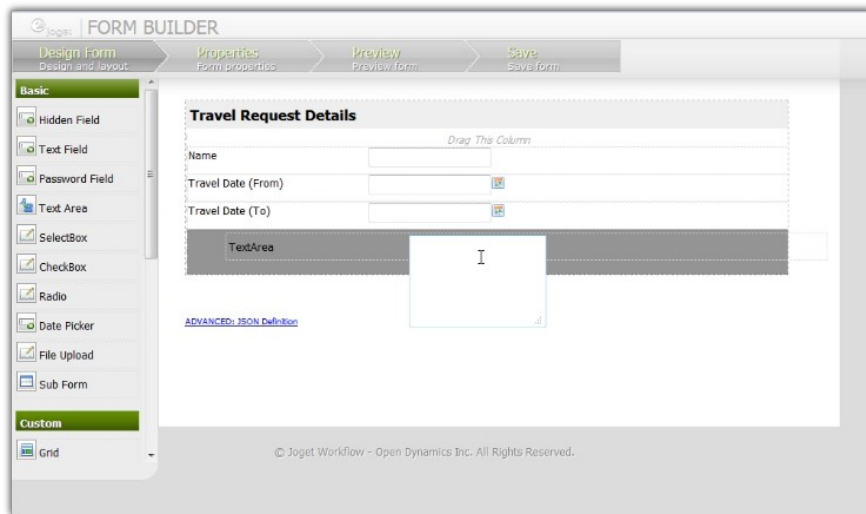 Joget | FORM BUILDER
Design Form
Design and layout
Properties
Form properties
Preview
Preview form
Save
Save form
Basic
Hidden Field
Text Field
Password Field
Text Area
SelectBox
CheckBox
Radio
Date Picker
File Upload
Sub Form
Custom
Grid
Travel Request Details
Drag This Column
Name
Travel Date (From)
Travel Date (To)
TextArea
ADVANCED: JSON Definition
© Joget Workflow - Open Dynamics Inc. All Rights Reserved.